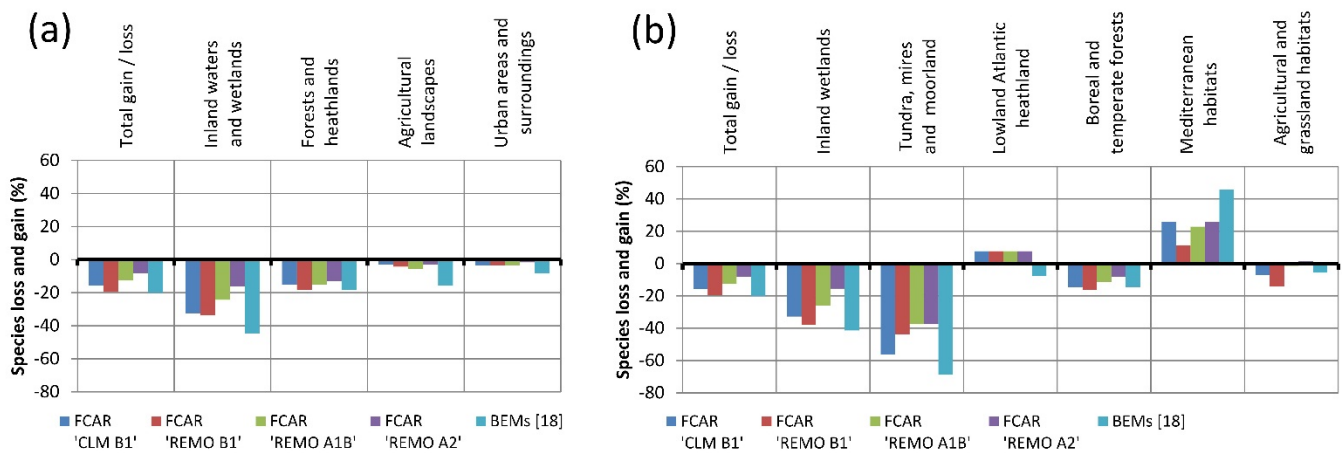 (a)
Total gain / loss
Inland waters
and wetlands
Forests and
heathlands
Agricultural
landscapes
Urban areas and
surroundings
Species loss and gain (%)
60
40
20
0
-20
-40
-60
-80
FCAR
'CLM B1'
FCAR
'REMO B1'
FCAR
'REMO A1B'
FCAR
'REMO A2'
BEMs [18]
(b)
Total gain / loss
Inland wetlands
Tundra, mires
and moorland
Lowland Atlantic
heathland
Boreal and
temperate forests
Mediterranean
habitats
Agricultural and
grassland habitats
Species loss and gain (%)
60
40
20
0
-20
-40
-60
-80
FCAR
'CLM B1'
FCAR
'REMO B1'
FCAR
'REMO A1B'
FCAR
'REMO A2'
BEMs [18]